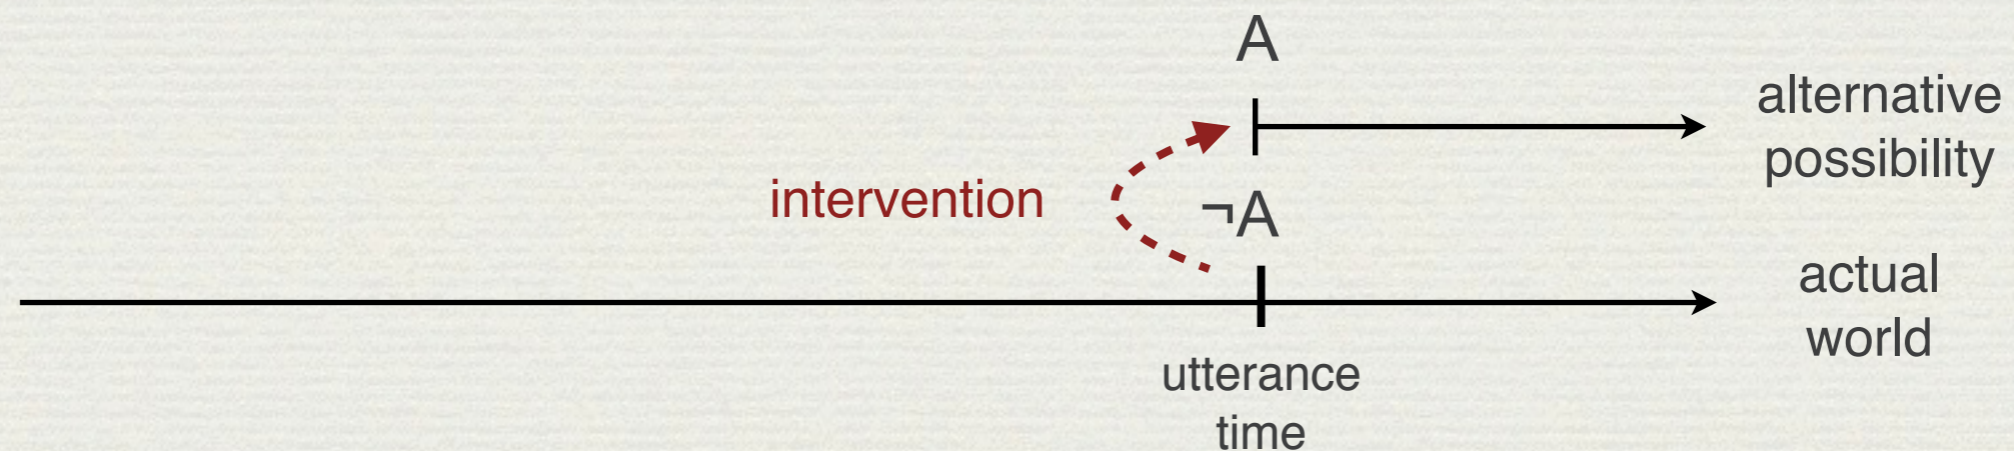 A
alternative
possibility
intervention
¬A
actual
world
utterance
time